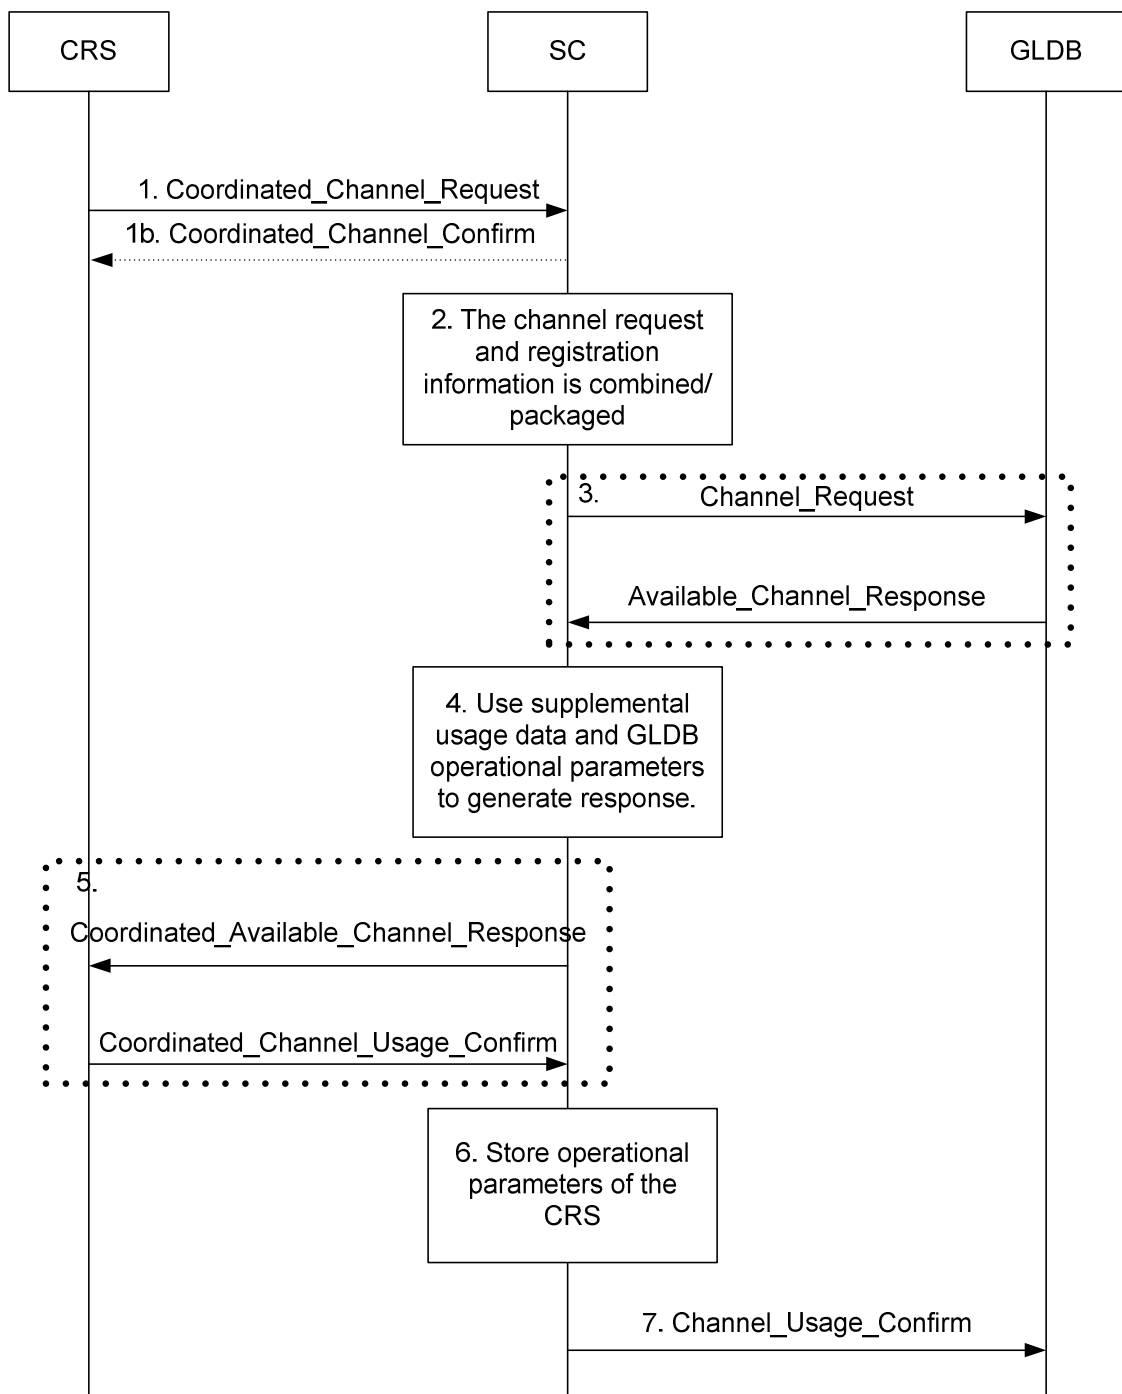 CRS
SC
GLDB
1. Coordinated_Channel_Request
1b. Coordinated_Channel_Confirm
2. The channel request
and registration
information is combined/
packaged
3.
Channel_Request
Available_Channel_Response
4. Use supplemental
usage data and GLDB
operational parameters
to generate response.
5.
Coordinated_Available_Channel_Response
Coordinated_Channel_Usage_Confirm
6. Store operational
parameters of the
CRS
7. Channel_Usage_Confirm